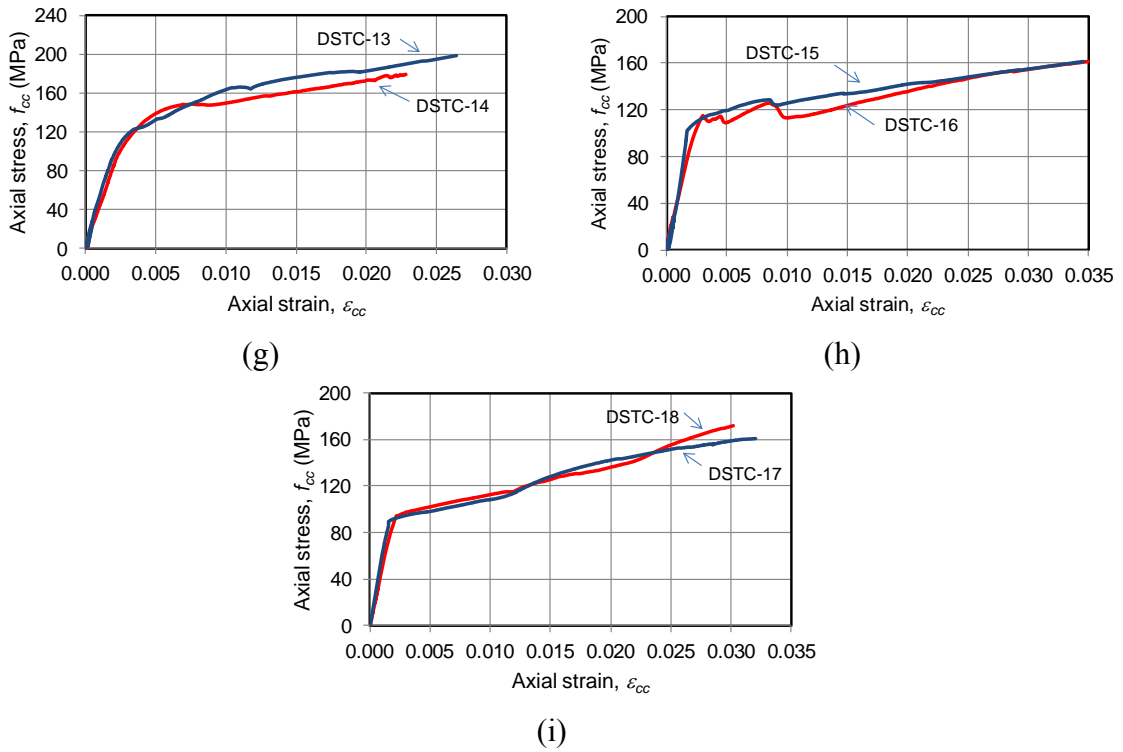 240
200
160
120
80
40
0
Axial stress, fcc (MPa)
DSTC-13
DSTC-14
0.000 0.005 0.010 0.015 0.020 0.025 0.030
Axial strain, εcc
(g)
200
160
120
80
40
0
Axial stress, fcc (MPa)
DSTC-15
DSTC-16
0.000 0.005 0.010 0.015 0.020 0.025 0.030 0.035
Axial strain, εcc
(h)
200
160
120
80
40
0
Axial stress, fcc (MPa)
DSTC-18
DSTC-17
0.000 0.005 0.010 0.015 0.020 0.025 0.030 0.035
Axial strain, εcc
(i)